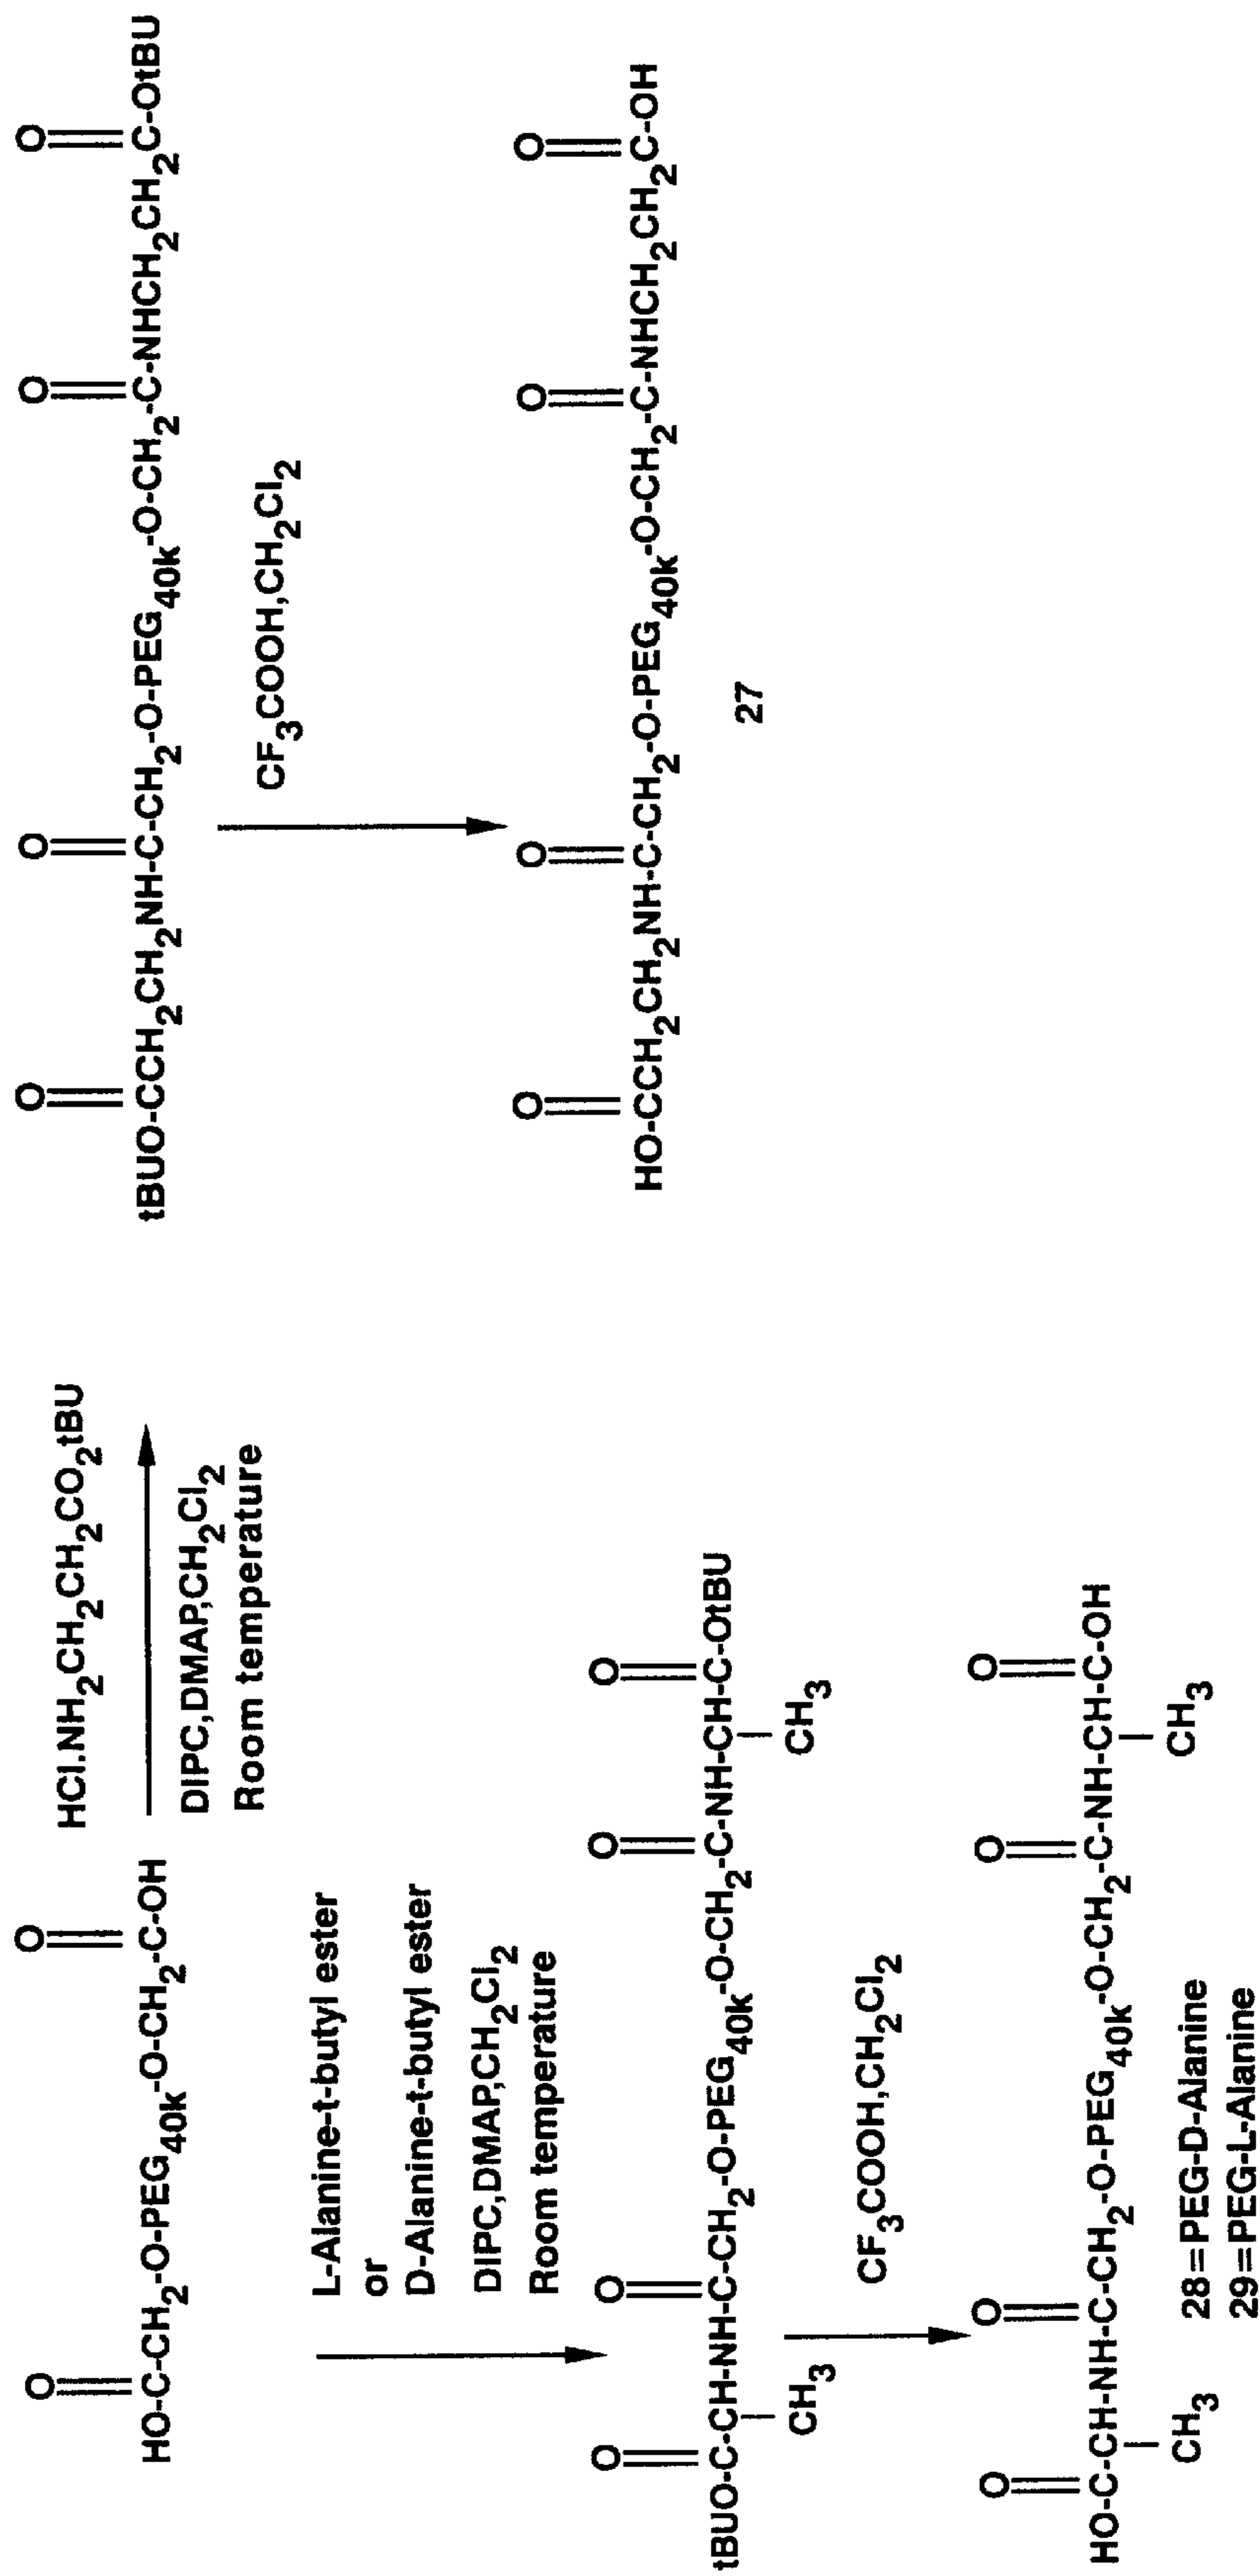 O O
HO-C-CH2-O-PEG40k-O-CH2-C-OH
HCl.NH2CH2CH2CO2tBU
DIPC,DMAP,CH2Cl2
Room temperature
O O O O
tBUO-CCH2CH2NH-C-CH2-O-PEG40k-O-CH2-C-NHCH2CH2C-OtBU
CF3COOH,CH2Cl2
O O O O
HO-CCH2CH2NH-C-CH2-O-PEG40k-O-CH2-C-NHCH2CH2C-OH
27
L-Alanine-t-butyl ester
or
D-Alanine-t-butyl ester
DIPC,DMAP,CH2Cl2
Room temperature
O O O O
tBUO-C-CH-NH-C-CH2-O-PEG40k-O-CH2-C-NH-CH-C-OtBU
CH3 CH3
CF3COOH,CH2Cl2
O O O O
HO-C-CH-NH-C-CH2-O-PEG40k-O-CH2-C-NH-CH-C-OH
CH3 CH3
28=PEG-D-Alanine
29=PEG-L-Alanine